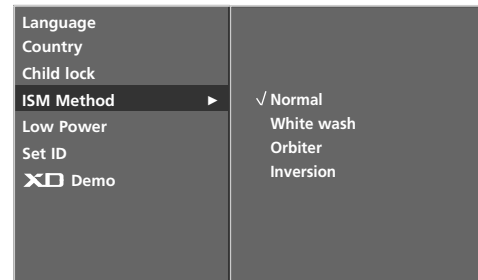 Language
Country
Child lock
ISM Method ►
Low Power
Set ID
XD Demo
√ Normal
White wash
Orbiter
Inversion